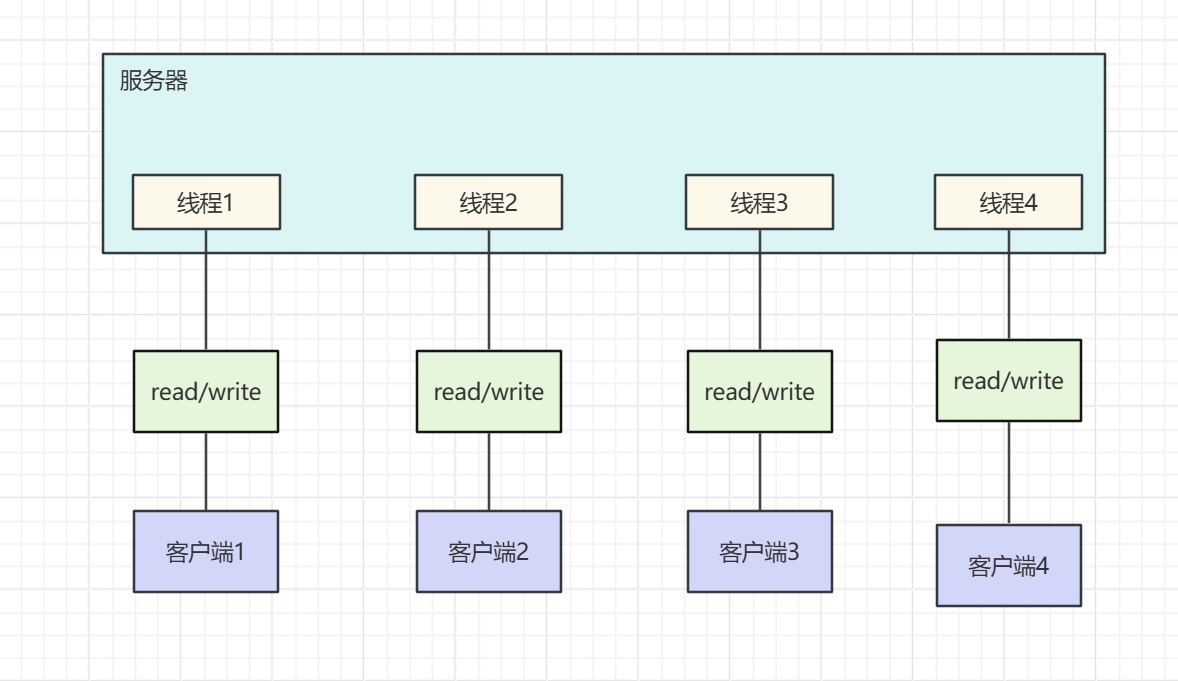 服务器
线程1
线程2
线程3
线程4
read/write
read/write
read/write
read/write
客户端1
客户端2
客户端3
客户端4